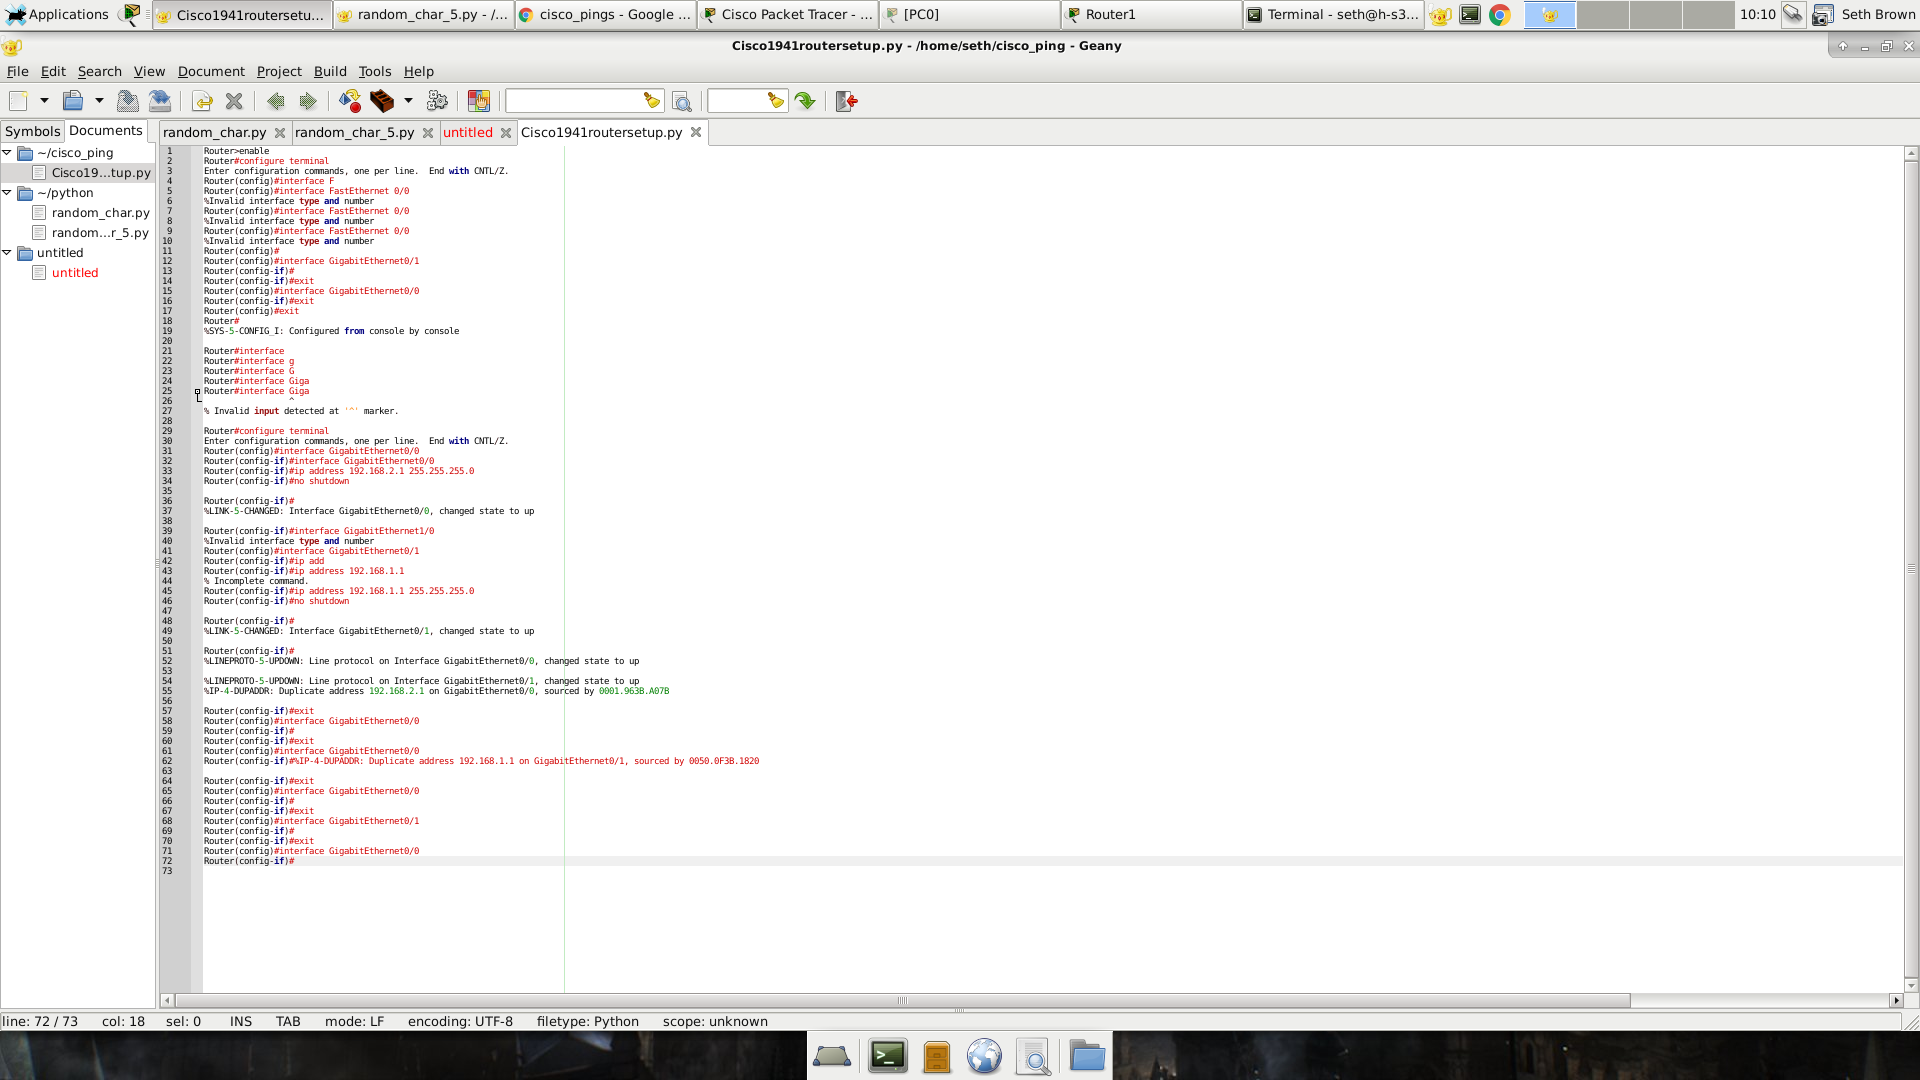 Applications
Cisco1941routersetu...
random_char_5.py - /...
cisco_pings - Google ...
Cisco Packet Tracer - ...
[PC0]
Router1
Terminal - seth@h-s3...
10:10
Seth Brown
Cisco1941routersetup.py - /home/seth/cisco_ping - Geany
File Edit Search View Document Project Build Tools Help
Symbols Documents
random_char.py random_char_5.py untitled Cisco1941routersetup.py
~/cisco_ping
Cisco19...tup.py
~/python
random_char.py
random...r_5.py
untitled
untitled
1 Router>enable
2 Router#configure terminal
3 Enter configuration commands, one per line.  End with CNTL/Z.
4 Router(config)#interface F
5 Router(config)#interface FastEthernet 0/0
6 %Invalid interface type and number
7 Router(config)#interface FastEthernet 0/0
8 %Invalid interface type and number
9 Router(config)#interface FastEthernet 0/0
10 %Invalid interface type and number
11 Router(config)#
12 Router(config)#interface GigabitEthernet0/1
13 Router(config-if)#
14 Router(config-if)#exit
15 Router(config)#interface GigabitEthernet0/0
16 Router(config-if)#exit
17 Router(config)#exit
18 Router#
19 %SYS-5-CONFIG_I: Configured from console by console
20
21 Router#interface
22 Router#interface g
23 Router#interface G
24 Router#interface Giga
25 Router#interface Giga
26 ^
27 % Invalid input detected at '^' marker.
28
29 Router#configure terminal
30 Enter configuration commands, one per line.  End with CNTL/Z.
31 Router(config)#interface GigabitEthernet0/0
32 Router(config-if)#interface GigabitEthernet0/0
33 Router(config-if)#ip address 192.168.2.1 255.255.255.0
34 Router(config-if)#no shutdown
35
36 Router(config-if)#
37 %LINK-5-CHANGED: Interface GigabitEthernet0/0, changed state to up
38
39 Router(config-if)#interface GigabitEthernet1/0
40 %Invalid interface type and number
41 Router(config)#interface GigabitEthernet0/1
42 Router(config-if)#ip add
43 Router(config-if)#ip address 192.168.1.1
44 % Incomplete command.
45 Router(config-if)#ip address 192.168.1.1 255.255.255.0
46 Router(config-if)#no shutdown
47
48 Router(config-if)#
49 %LINK-5-CHANGED: Interface GigabitEthernet0/1, changed state to up
50
51 Router(config-if)#
52 %LINEPROTO-5-UPDOWN: Line protocol on Interface GigabitEthernet0/0, changed state to up
53
54 %LINEPROTO-5-UPDOWN: Line protocol on Interface GigabitEthernet0/1, changed state to up
55 %IP-4-DUPADDR: Duplicate address 192.168.2.1 on GigabitEthernet0/0, sourced by 0001.963B.A07B
56
57 Router(config-if)#exit
58 Router(config)#interface GigabitEthernet0/0
59 Router(config-if)#
60 Router(config-if)#exit
61 Router(config)#interface GigabitEthernet0/0
62 Router(config-if)#%IP-4-DUPADDR: Duplicate address 192.168.1.1 on GigabitEthernet0/1, sourced by 0050.0F3B.1820
63
64 Router(config-if)#exit
65 Router(config)#interface GigabitEthernet0/0
66 Router(config-if)#
67 Router(config-if)#exit
68 Router(config)#interface GigabitEthernet0/1
69 Router(config-if)#
70 Router(config-if)#exit
71 Router(config)#interface GigabitEthernet0/0
72 Router(config-if)#
73
line: 72 / 73 col: 18 sel: 0 INS TAB mode: LF encoding: UTF-8 filetype: Python scope: unknown